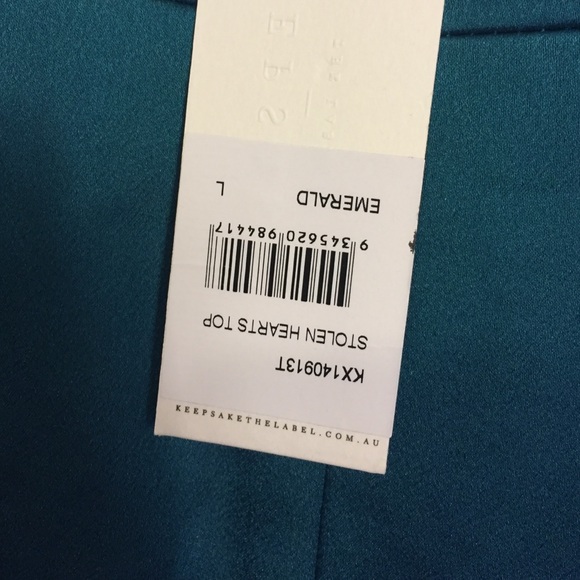 KX140913T
STOLEN HEARTS TOP
9 345620 984417
EMERALD L
KEEPSAKETHELABEL.COM.AU